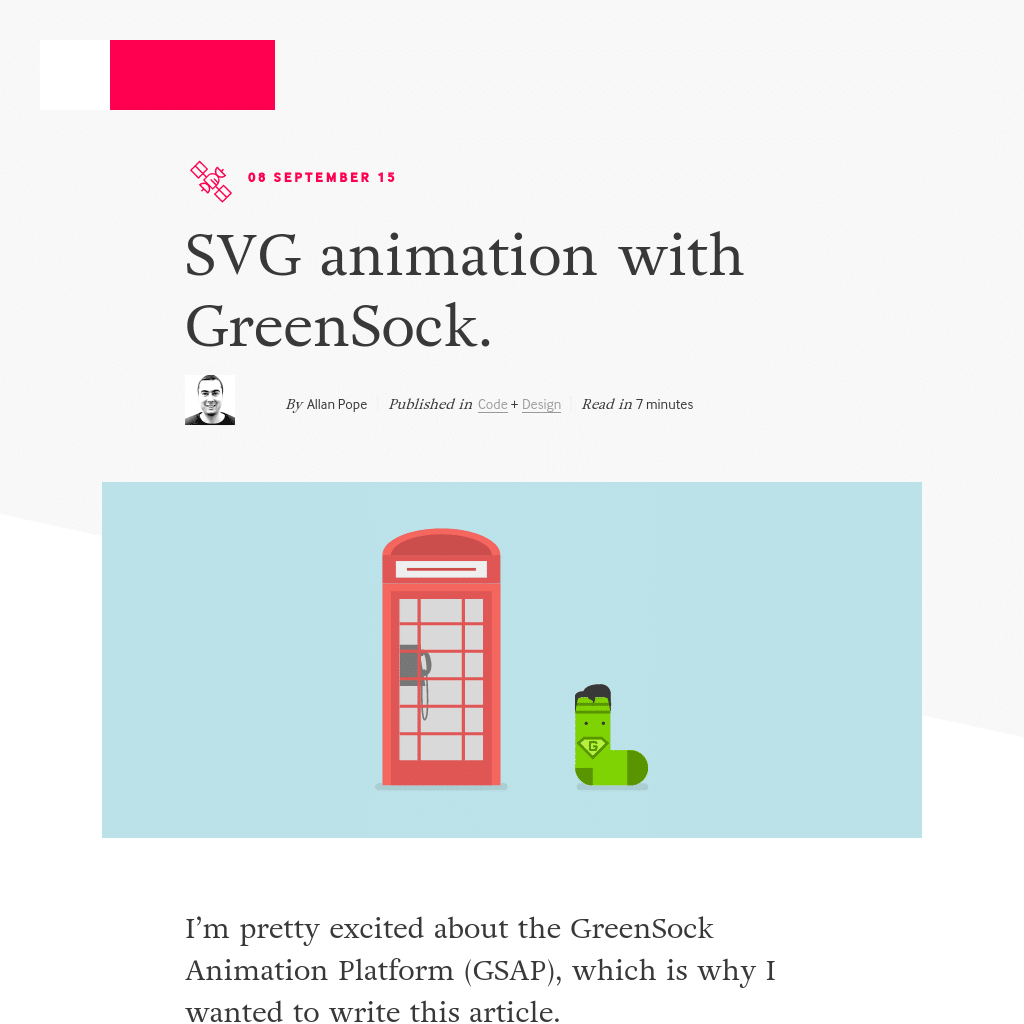 08 SEPTEMBER 15
SVG animation with
GreenSock.
By Allan Pope Published in Code + Design Read in 7 minutes
G
I’m pretty excited about the GreenSock
Animation Platform (GSAP), which is why I
wanted to write this article.